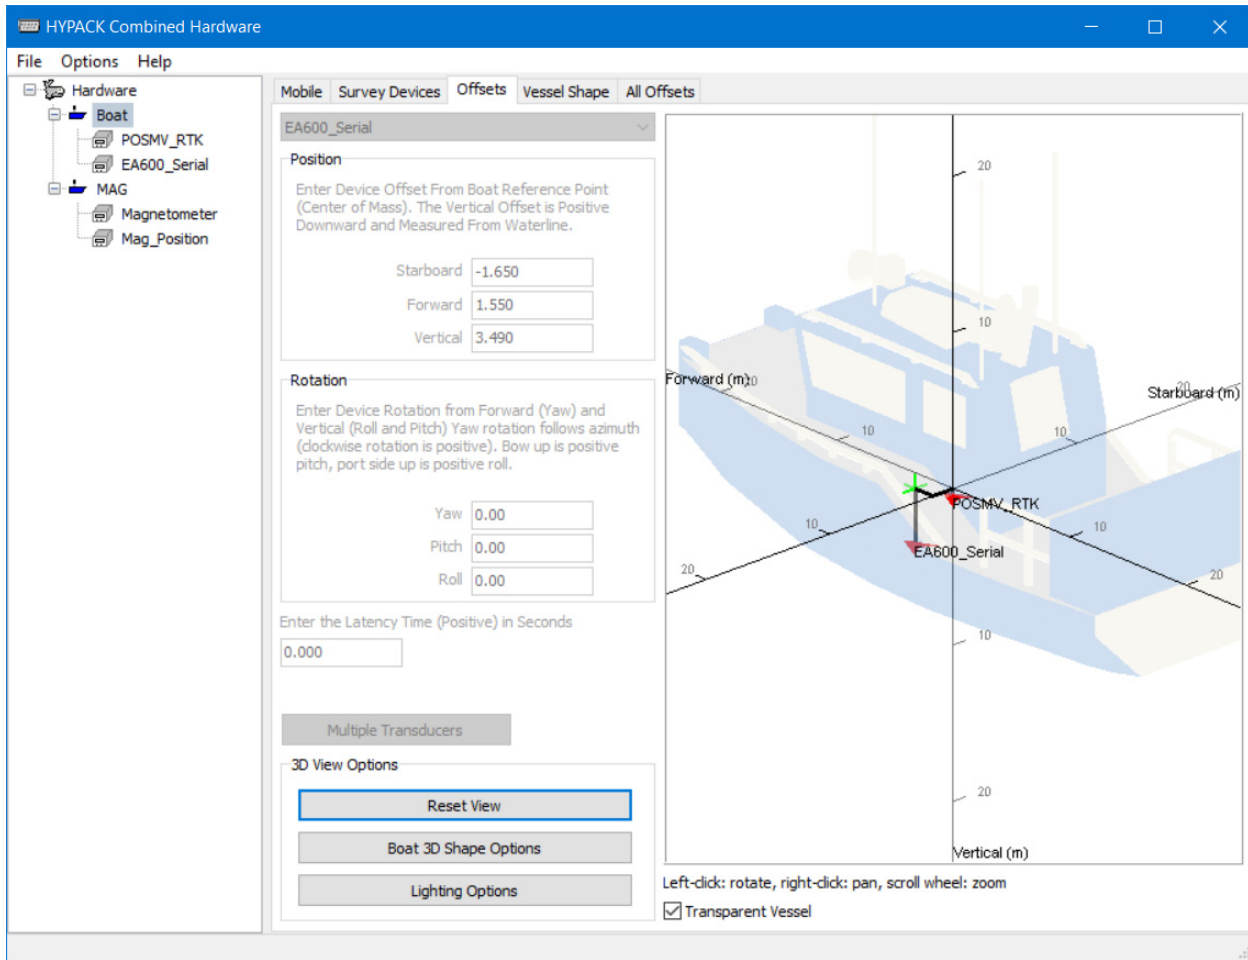 HYPACK Combined Hardware
File Options Help
Hardware
Boat
POSMV_RTK
EA600_Serial
MAG
Magnetometer
Mag_Position
Mobile Survey Devices Offsets Vessel Shape All Offsets
EA600_Serial
Position
Enter Device Offset From Boat Reference Point
(Center of Mass). The Vertical Offset is Positive
Downward and Measured From Waterline.
Starboard -1.650
Forward 1.550
Vertical 3.490
Rotation
Enter Device Rotation from Forward (Yaw) and
Vertical (Roll and Pitch) Yaw rotation follows azimuth
(clockwise rotation is positive). Bow up is positive
pitch, port side up is positive roll.
Yaw 0.00
Pitch 0.00
Roll 0.00
Enter the Latency Time (Positive) in Seconds
0.000
Multiple Transducers
3D View Options
Reset View
Boat 3D Shape Options
Lighting Options
20
10
Forward (m) 20
20
Starboard (m)
10
10
POSMV_RTK
10
10
EA600_Serial
20
20
10
20
Vertical (m)
Left-click: rotate, right-click: pan, scroll wheel: zoom
Transparent Vessel